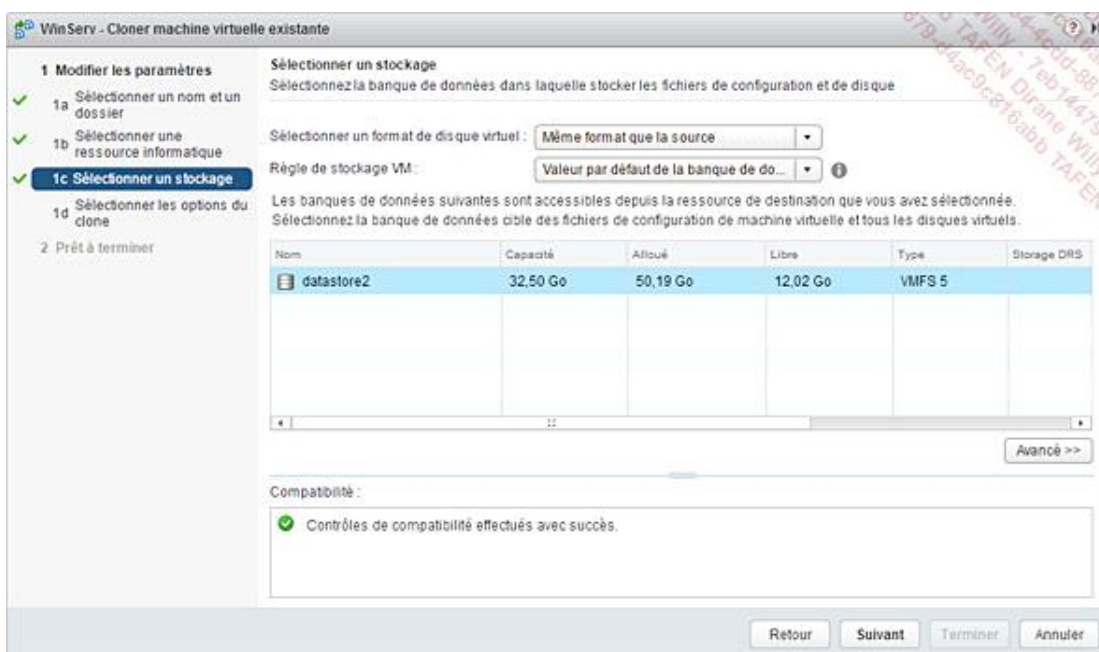 WinServ - Cloner machine virtuelle existante
?
1 Modifier les paramètres
1a Sélectionner un nom et un
dossier
1b Sélectionner une
ressource informatique
1c Sélectionner un stockage
1d Sélectionner les options du
clone
2 Prêt à terminer
Sélectionner un stockage
Sélectionnez la banque de données dans laquelle stocker les fichiers de configuration et de disque
Sélectionner un format de disque virtuel : Même format que la source
Règle de stockage VM : Valeur par défaut de la banque de do...
Les banques de données suivantes sont accessibles depuis la ressource de destination que vous avez sélectionnée.
Sélectionnez la banque de données cible des fichiers de configuration de machine virtuelle et tous les disques virtuels.
Nom Capacité Alloué Libre Type Storage DRS
datastore2 32,50 Go 50,19 Go 12,02 Go VMFS 5
Avancé >>
Compatibilité :
Contrôles de compatibilité effectués avec succès.
Retour Suivant Terminer Annuler
TAFEN Dirane Willy